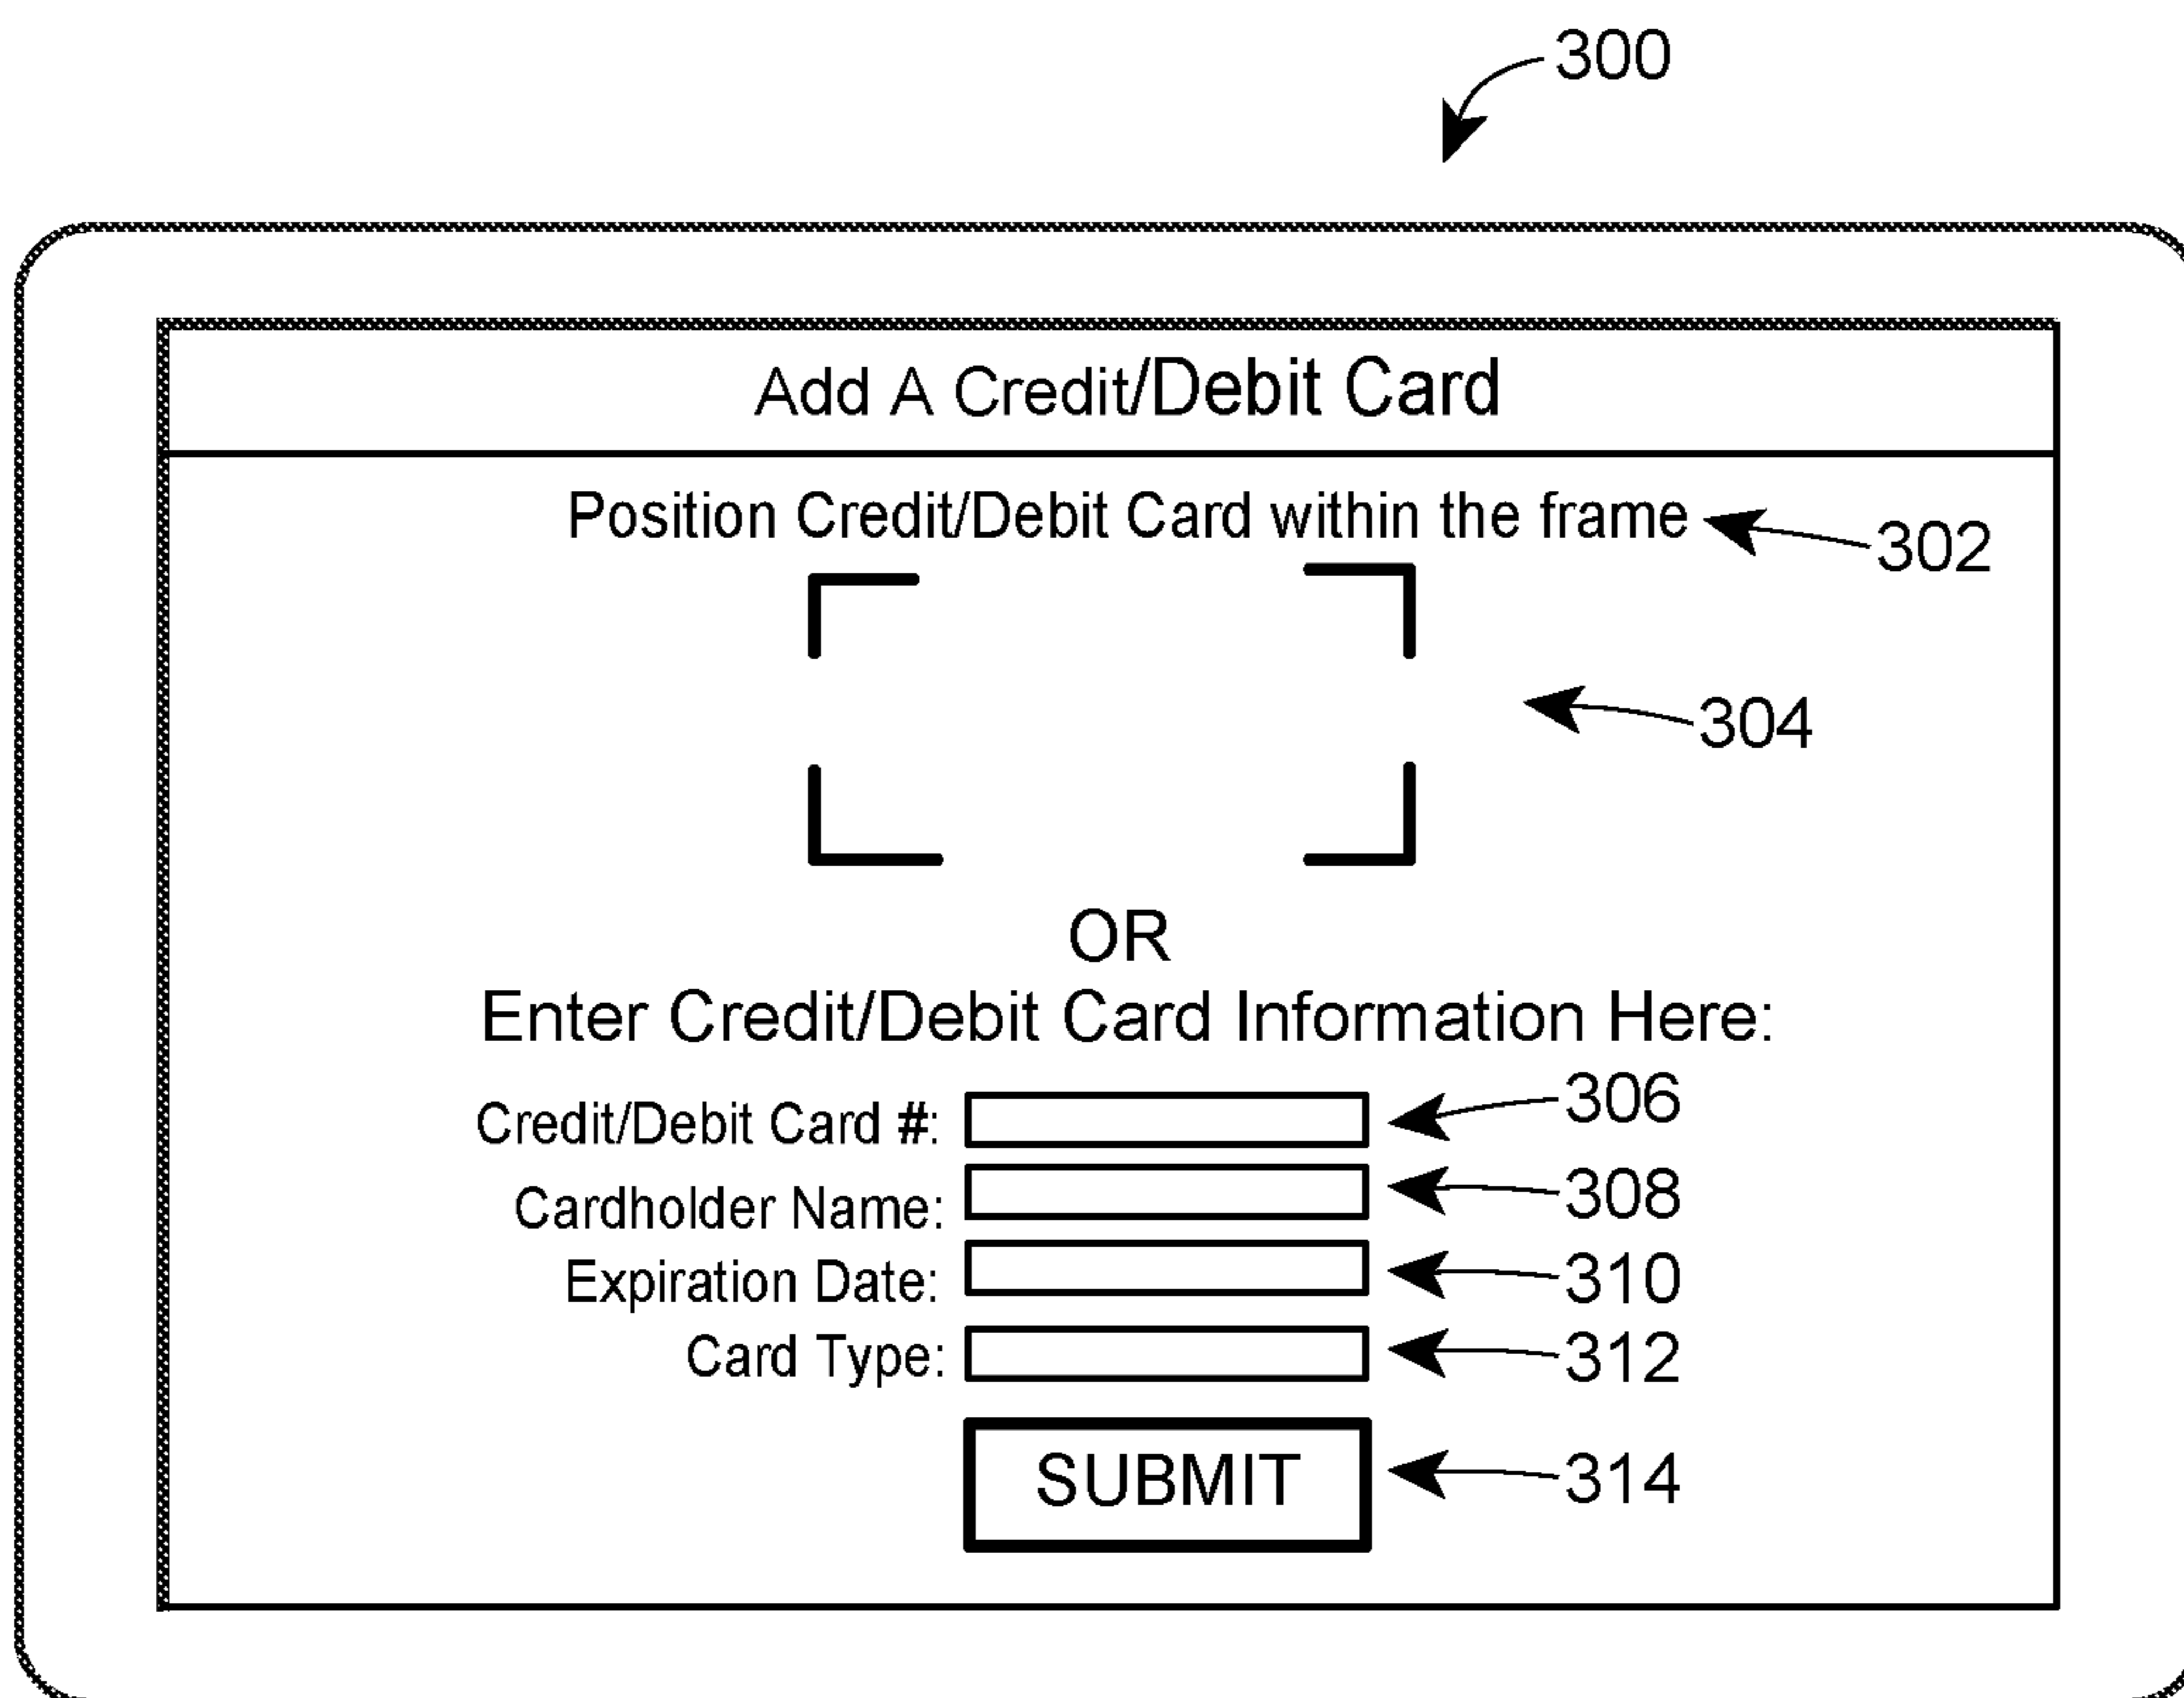 300
Add A Credit/Debit Card
Position Credit/Debit Card within the frame
302
304
OR
Enter Credit/Debit Card Information Here:
Credit/Debit Card #:
306
Cardholder Name:
308
Expiration Date:
310
Card Type:
312
SUBMIT
314